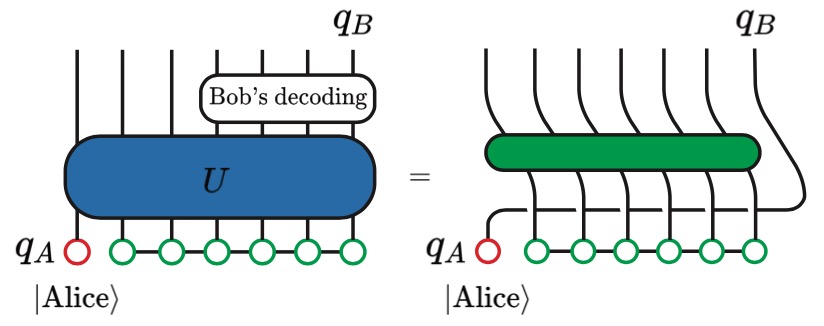 q_B q_B
Bob's decoding
U =
q_A q_A
|Alice⟩ |Alice⟩